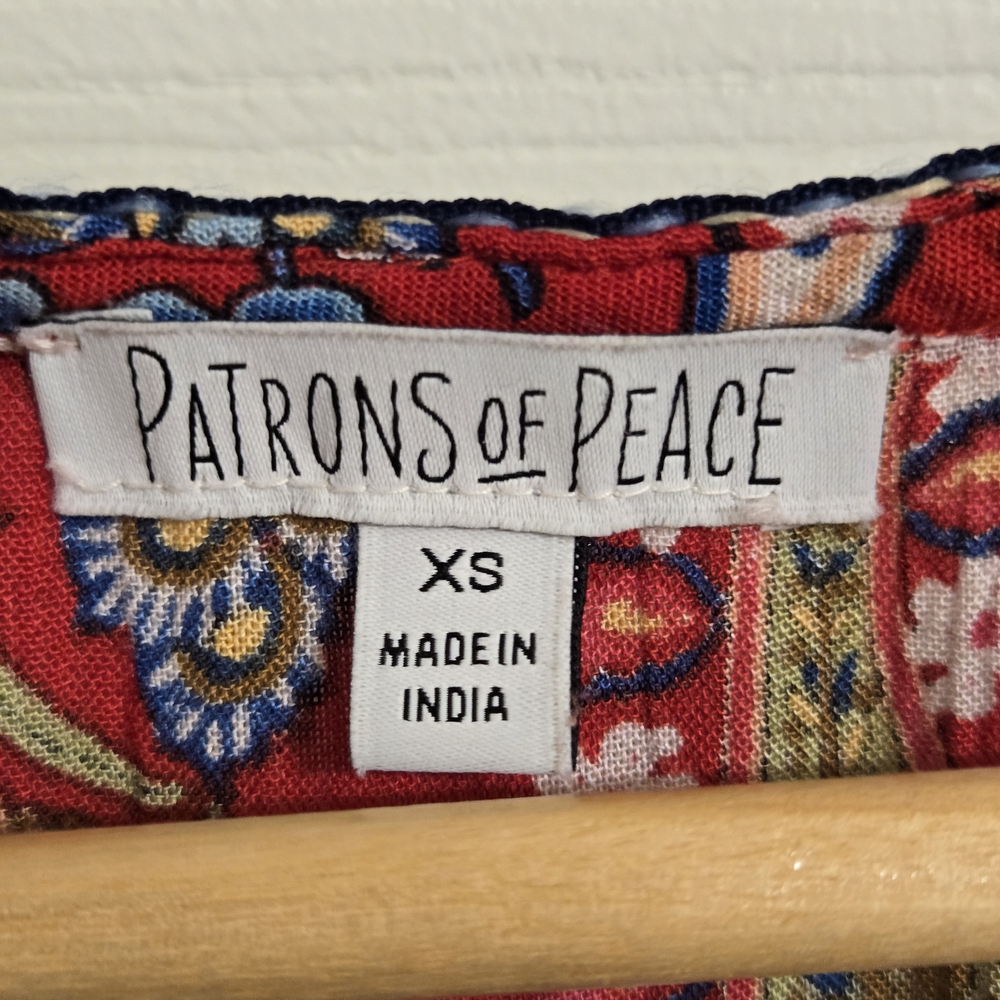 PATRONS OF PEACE
XS
MADE IN
INDIA